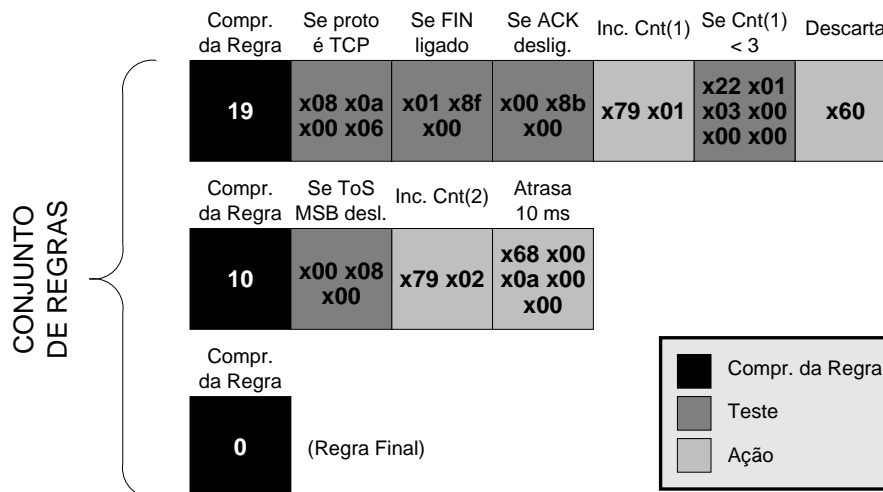 Compr.
da Regra
Se proto
é TCP
Se FIN
ligado
Se ACK
deslig.
Inc. Cnt(1)
Se Cnt(1)
< 3
Descarta
19
x08 x0a
x00 x06
x01 x8f
x00
x00 x8b
x00
x79 x01
x22 x01
x03 x00
x00 x00
x60
CONJUNTO
DE REGRAS
Compr.
da Regra
Se ToS
MSB desl.
Inc. Cnt(2)
Atrasa
10 ms
10
x00 x08
x00
x79 x02
x68 x00
x0a x00
x00
Compr.
da Regra
0
(Regra Final)
Compr. da Regra
Teste
Ação